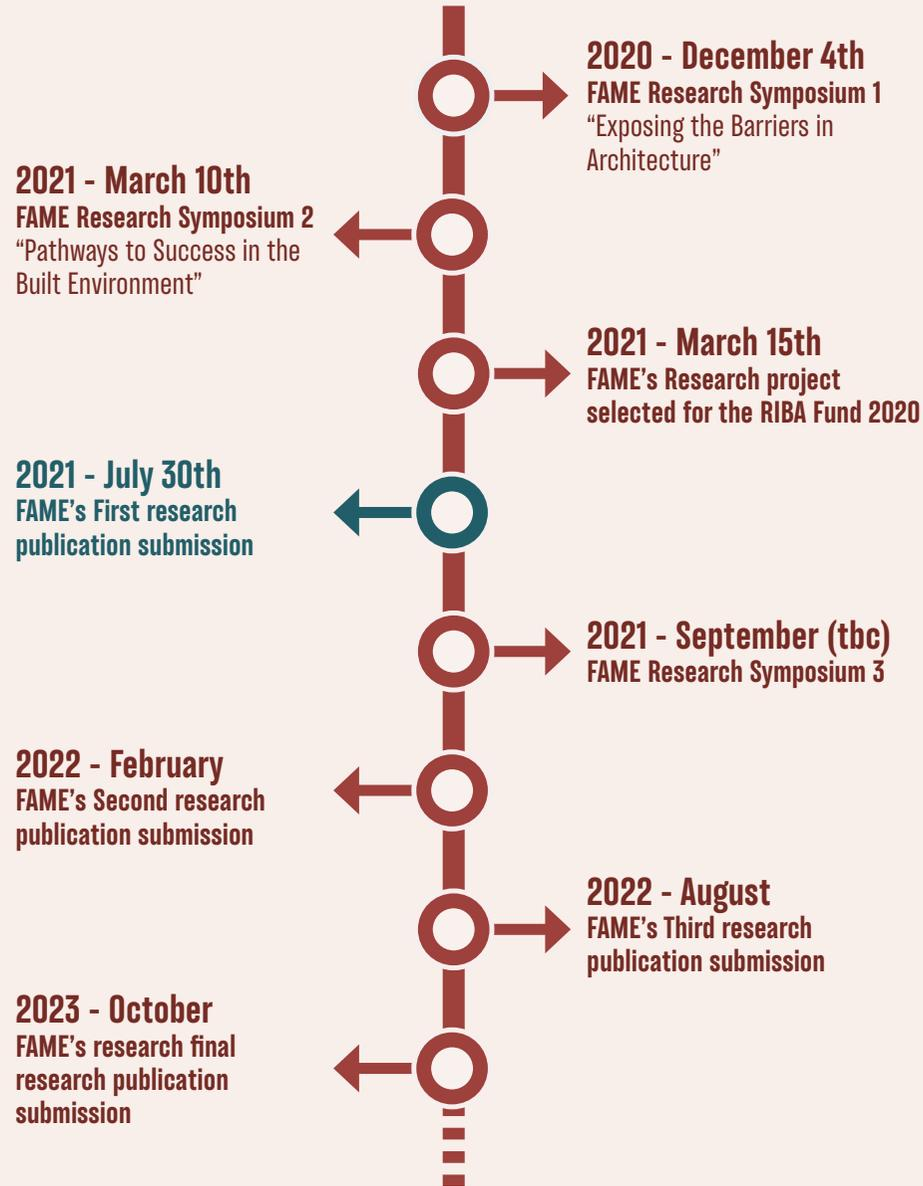 2020 - December 4th
FAME Research Symposium 1
“Exposing the Barriers in
Architecture”
2021 - March 10th
FAME Research Symposium 2
“Pathways to Success in the
Built Environment”
2021 - March 15th
FAME’s Research project
selected for the RIBA Fund 2020
2021 - July 30th
FAME’s First research
publication submission
2021 - September (tbc)
FAME Research Symposium 3
2022 - February
FAME’s Second research
publication submission
2022 - August
FAME’s Third research
publication submission
2023 - October
FAME’s research final
research publication
submission